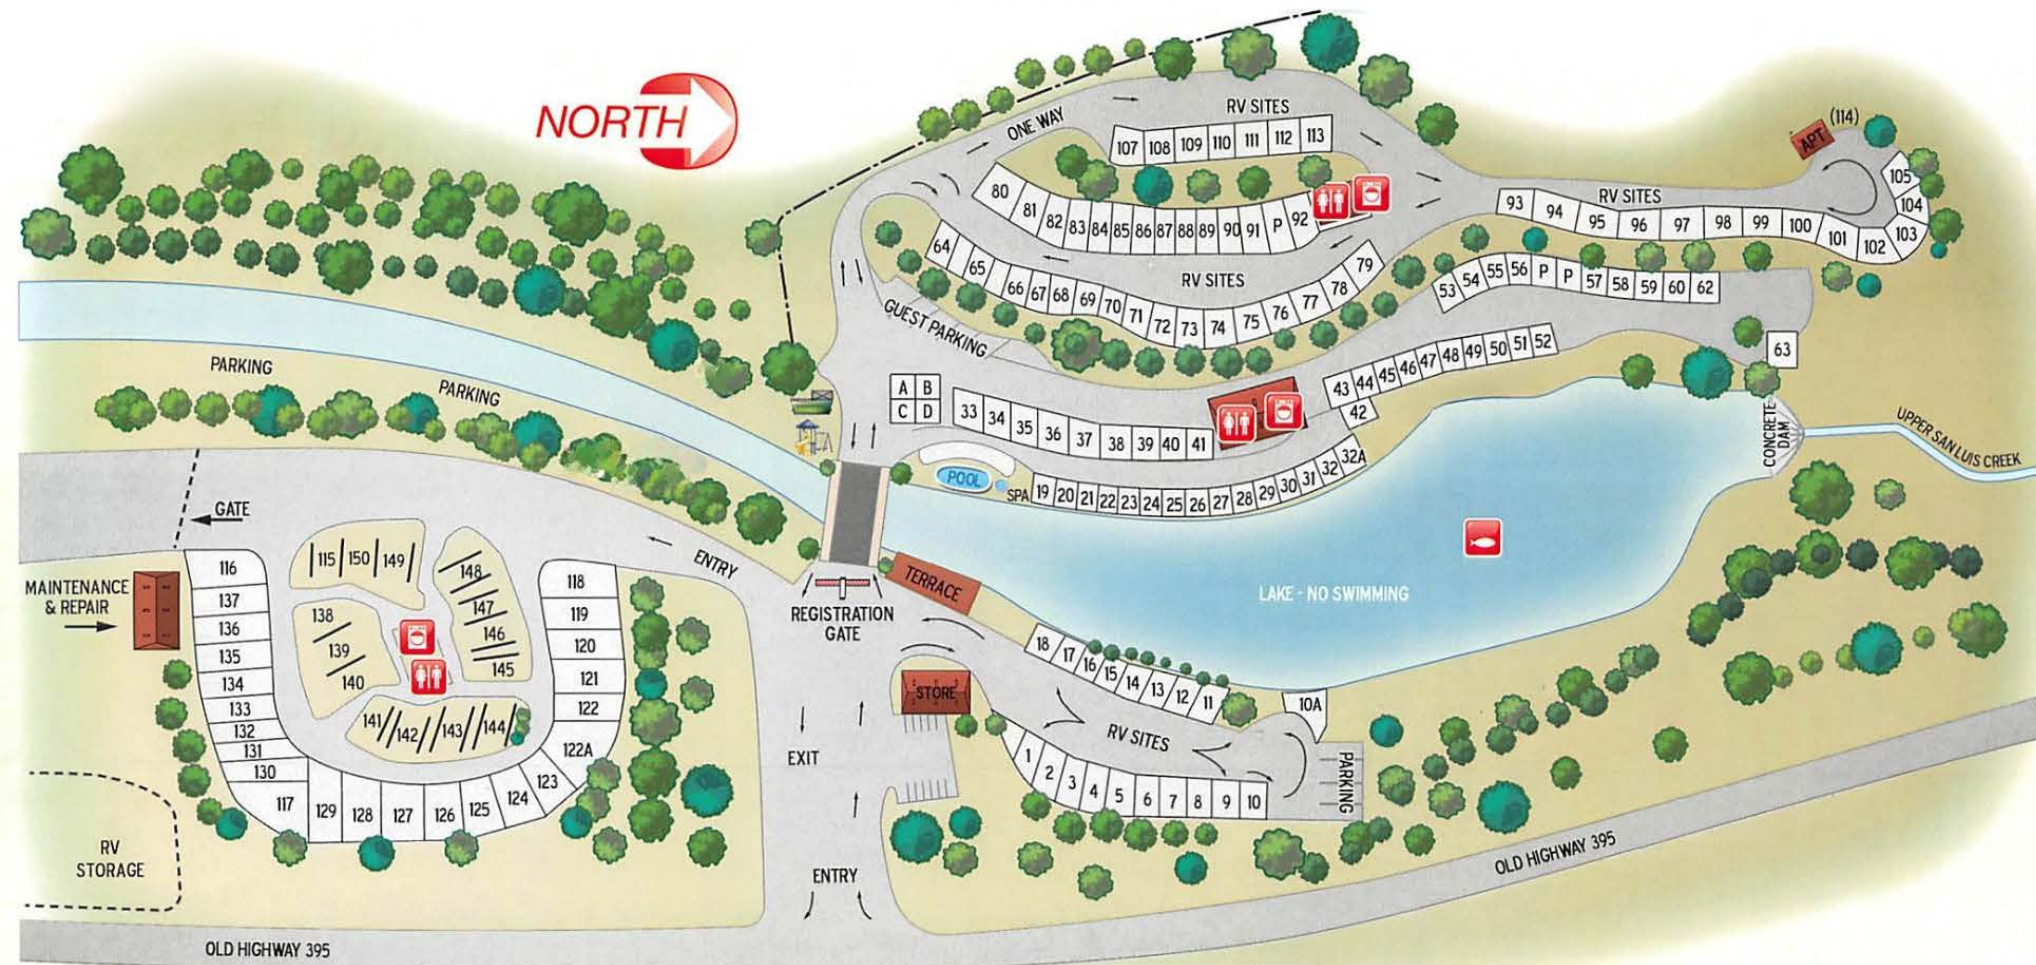 NORTH
ONE WAY
RV SITES
107 108 109 110 111 112 113
(114)
APT
105
104
103
80 81 82 83 84 85 86 87 88 89 90 91 P 92
RV SITES
93 94 95 96 97 98 99 100 101 102
64 65 66 67 68 69 70 71 72 73 74 75 76 77 78 79
RV SITES
53 54 55 56 P P 57 58 59 60 62
GUEST PARKING
63
A B
C D
33 34 35 36 37 38 39 40 41
43 44 45 46 47 48 49 50 51 52
42
CONCRETE
DAM
UPPER SAN LUIS CREEK
POOL
SPA
19 20 21 22 23 24 25 26 27 28 29 30 31 32 32A
PARKING
PARKING
GATE
ENTRY
MAINTENANCE
& REPAIR
REGISTRATION
GATE
TERRACE
LAKE - NO SWIMMING
116
137
136
135
134
133
132
131
130
117
129 128 127 126 125 124 123
122A
122
121
120
119
118
115 150 149
148
147
146
145
138
139
140
141 142 143 144
STORE
18 17 16 15 14 13 12 11
10A
RV SITES
1 2 3 4 5 6 7 8 9 10
PARKING
EXIT
ENTRY
RV
STORAGE
OLD HIGHWAY 395
OLD HIGHWAY 395